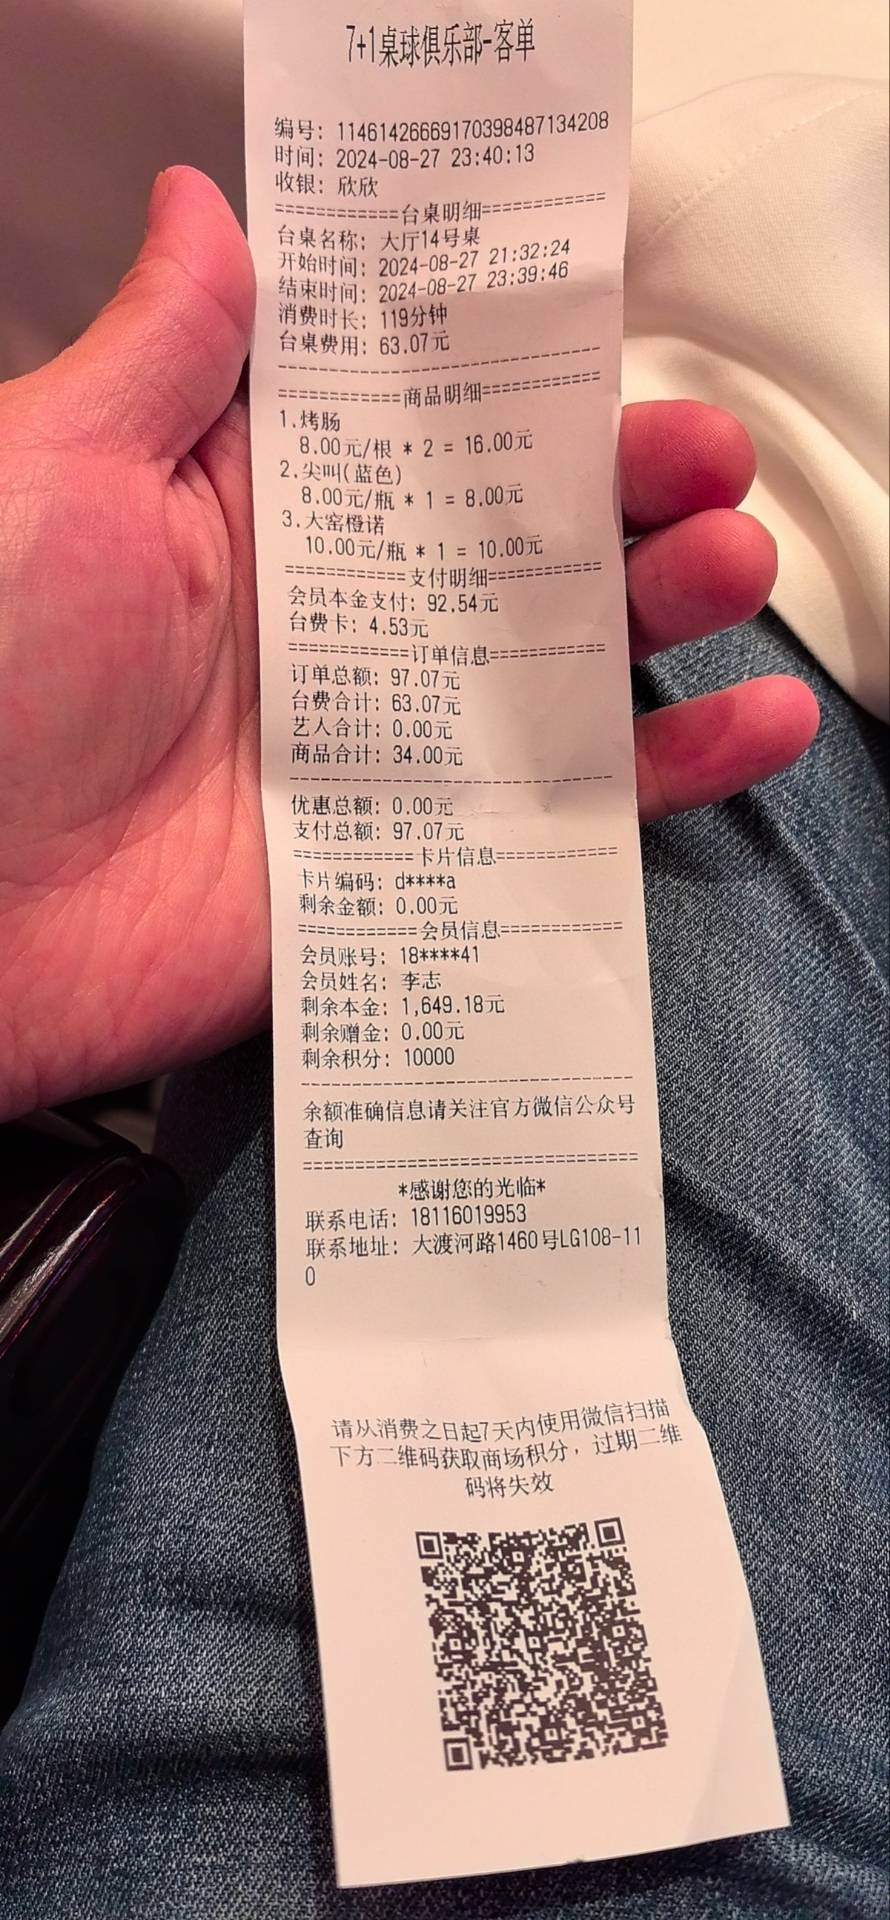 7+1桌球俱乐部-客单
编号: 11461426669170398487134208
时间: 2024-08-27 23:40:13
收银: 欣欣
============台桌明细============
台桌名称: 大厅14号桌
开始时间: 2024-08-27 21:32:24
结束时间: 2024-08-27 23:39:46
消费时长: 119分钟
台桌费用: 63.07元
--------------------------------
============商品明细============
1.烤肠
8.00元/根 * 2 = 16.00元
2.尖叫(蓝色)
8.00元/瓶 * 1 = 8.00元
3.大窑橙诺
10.00元/瓶 * 1 = 10.00元
============支付明细============
会员本金支付: 92.54元
台费卡: 4.53元
============订单信息============
订单总额: 97.07元
台费合计: 63.07元
艺人合计: 0.00元
商品合计: 34.00元
--------------------------------
优惠总额: 0.00元
支付总额: 97.07元
============卡片信息============
卡片编码: d****a
剩余金额: 0.00元
============会员信息============
会员账号: 18****41
会员姓名: 李志
剩余本金: 1,649.18元
剩余赠金: 0.00元
剩余积分: 10000
--------------------------------
余额准确信息请关注官方微信公众号
查询
================================
*感谢您的光临*
联系电话: 18116019953
联系地址: 大渡河路1460号LG108-11
0
请从消费之日起7天内使用微信扫描
下方二维码获取商场积分，过期二维
码将失效